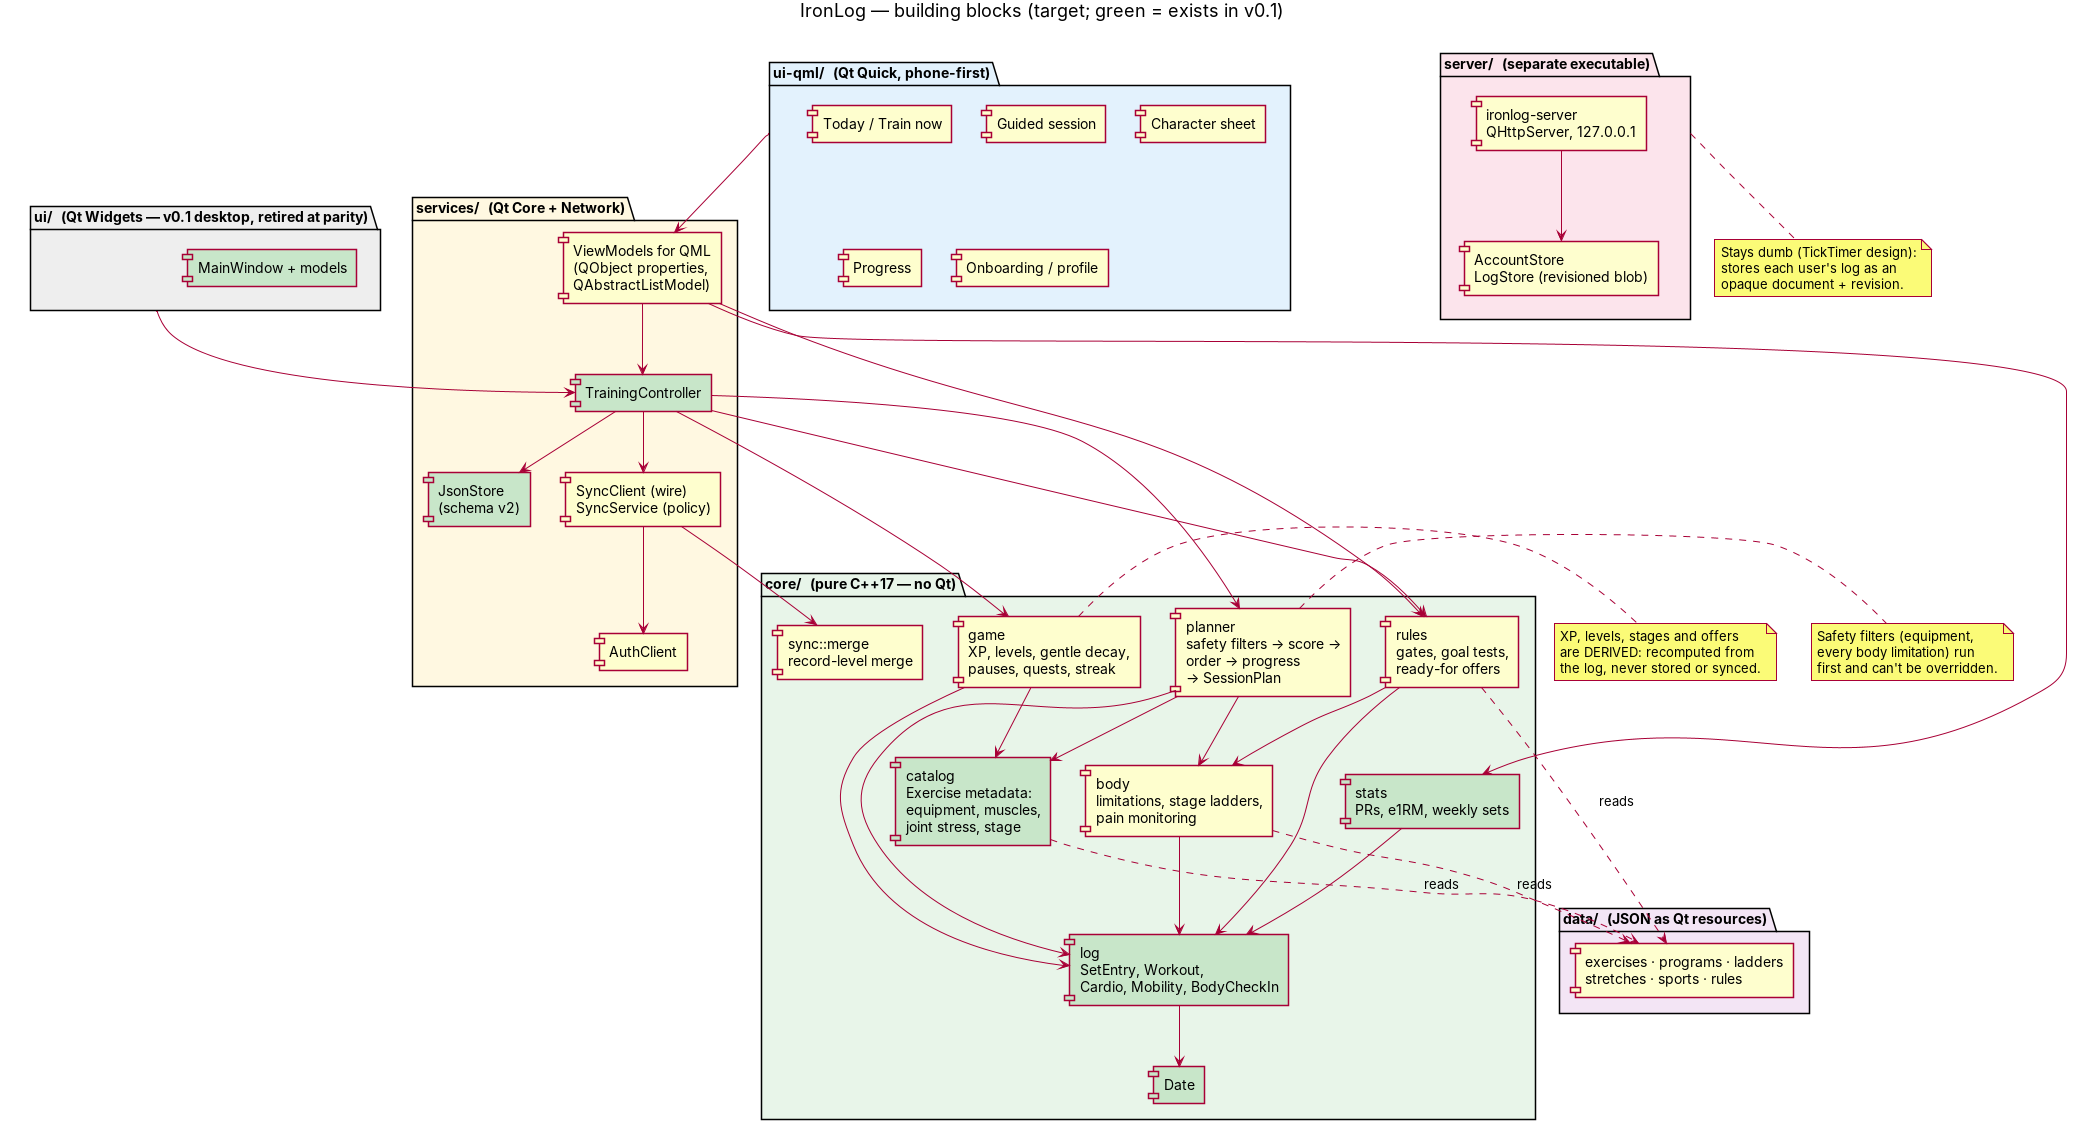 IronLog — building blocks (target; green = exists in v0.1)
ui-qml/  (Qt Quick, phone-first)
Today / Train now
Guided session
Character sheet
Progress
Onboarding / profile
server/  (separate executable)
ironlog-server
QHttpServer, 127.0.0.1
AccountStore
LogStore (revisioned blob)
Stays dumb (TickTimer design):
stores each user's log as an
opaque document + revision.
ui/  (Qt Widgets — v0.1 desktop, retired at parity)
MainWindow + models
services/  (Qt Core + Network)
ViewModels for QML
(QObject properties,
QAbstractListModel)
TrainingController
JsonStore
(schema v2)
SyncClient (wire)
SyncService (policy)
AuthClient
core/  (pure C++17 — no Qt)
sync::merge
record-level merge
game
XP, levels, gentle decay,
pauses, quests, streak
planner
safety filters → score →
order → progress
→ SessionPlan
rules
gates, goal tests,
ready-for offers
XP, levels, stages and offers
are DERIVED: recomputed from
the log, never stored or synced.
Safety filters (equipment,
every body limitation) run
first and can't be overridden.
catalog
Exercise metadata:
equipment, muscles,
joint stress, stage
body
limitations, stage ladders,
pain monitoring
stats
PRs, e1RM, weekly sets
reads
reads
reads
log
SetEntry, Workout,
Cardio, Mobility, BodyCheckIn
Date
data/  (JSON as Qt resources)
exercises · programs · ladders
stretches · sports · rules